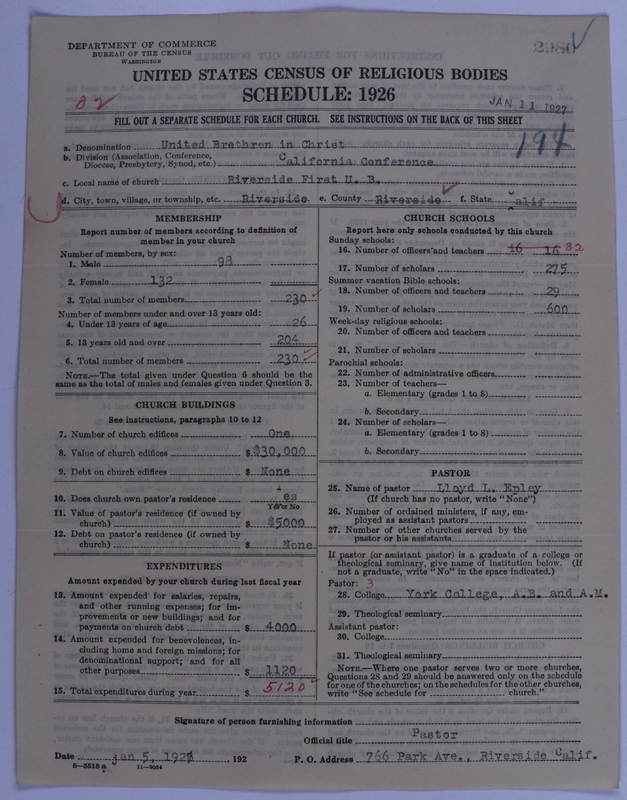 DEPARTMENT OF COMMERCE
BUREAU OF THE CENSUS
WASHINGTON
2980
UNITED STATES CENSUS OF RELIGIOUS BODIES
SCHEDULE: 1926
JAN 11 1927
FILL OUT A SEPARATE SCHEDULE FOR EACH CHURCH. SEE INSTRUCTIONS ON THE BACK OF THIS SHEET
194
a. Denomination United Brethren in Christ
b. Division (Association, Conference, Diocese, Presbytery, Synod, etc.) California Conference
c. Local name of church Riverside First U. B.
d. City, town, village, or township, etc. Riverside e. County Riverside f. State Calif
MEMBERSHIP
Report number of members according to definition of
member in your church
Number of members, by sex:
1. Male 98
2. Female 132
3. Total number of members 230
Number of members under and over 13 years old:
4. Under 13 years of age 26
5. 13 years old and over 204
6. Total number of members 230
NOTE.—The total given under Question 6 should be the
same as the total of males and females given under Question 3.
CHURCH BUILDINGS
See instructions, paragraphs 10 to 12
7. Number of church edifices One
8. Value of church edifices $ $30,000
9. Debt on church edifices $ None
10. Does church own pastor's residence Yes
Yes or No
11. Value of pastor's residence (if owned by
church) $ $5000
12. Debt on pastor's residence (if owned by
church) $ None
EXPENDITURES
Amount expended by your church during last fiscal year
13. Amount expended for salaries, repairs,
and other running expenses; for im-
provements or new buildings; and for
payments on church debt $ 4000
14. Amount expended for benevolences, in-
cluding home and foreign missions; for
denominational support; and for all
other purposes $ 1120
15. Total expenditures during year $ 5120
CHURCH SCHOOLS
Report here only schools conducted by this church
Sunday schools:
16. Number of officers and teachers 16 16 32
17. Number of scholars 275
Summer vacation Bible schools:
18. Number of officers and teachers 29
19. Number of scholars 600
Week-day religious schools:
20. Number of officers and teachers
21. Number of scholars
Parochial schools:
22. Number of administrative officers
23. Number of teachers—
a. Elementary (grades 1 to 8)
b. Secondary
24. Number of scholars—
a. Elementary (grades 1 to 8)
b. Secondary
PASTOR
25. Name of pastor Lloyd L. Epley
(If church has no pastor, write "None")
26. Number of ordained ministers, if any, em-
ployed as assistant pastors
27. Number of other churches served by the
pastor or his assistants
If pastor (or assistant pastor) is a graduate of a college or
theological seminary, give name of institution below. (If
not a graduate, write "No" in the space indicated.)
Pastor: 3
28. College York College, A.B. and A.M.
29. Theological seminary
Assistant pastor:
30. College
31. Theological seminary
NOTE.—Where one pastor serves two or more churches,
Questions 28 and 29 should be answered only on the schedule
for one of the churches; on the schedules for the other churches,
write "See schedule for church."
Signature of person furnishing information
Official title Pastor
Date Jan 5, 1927, 192 P. O. Address 766 Park Ave., Riverside Calif.
8—5518 a 11—9054